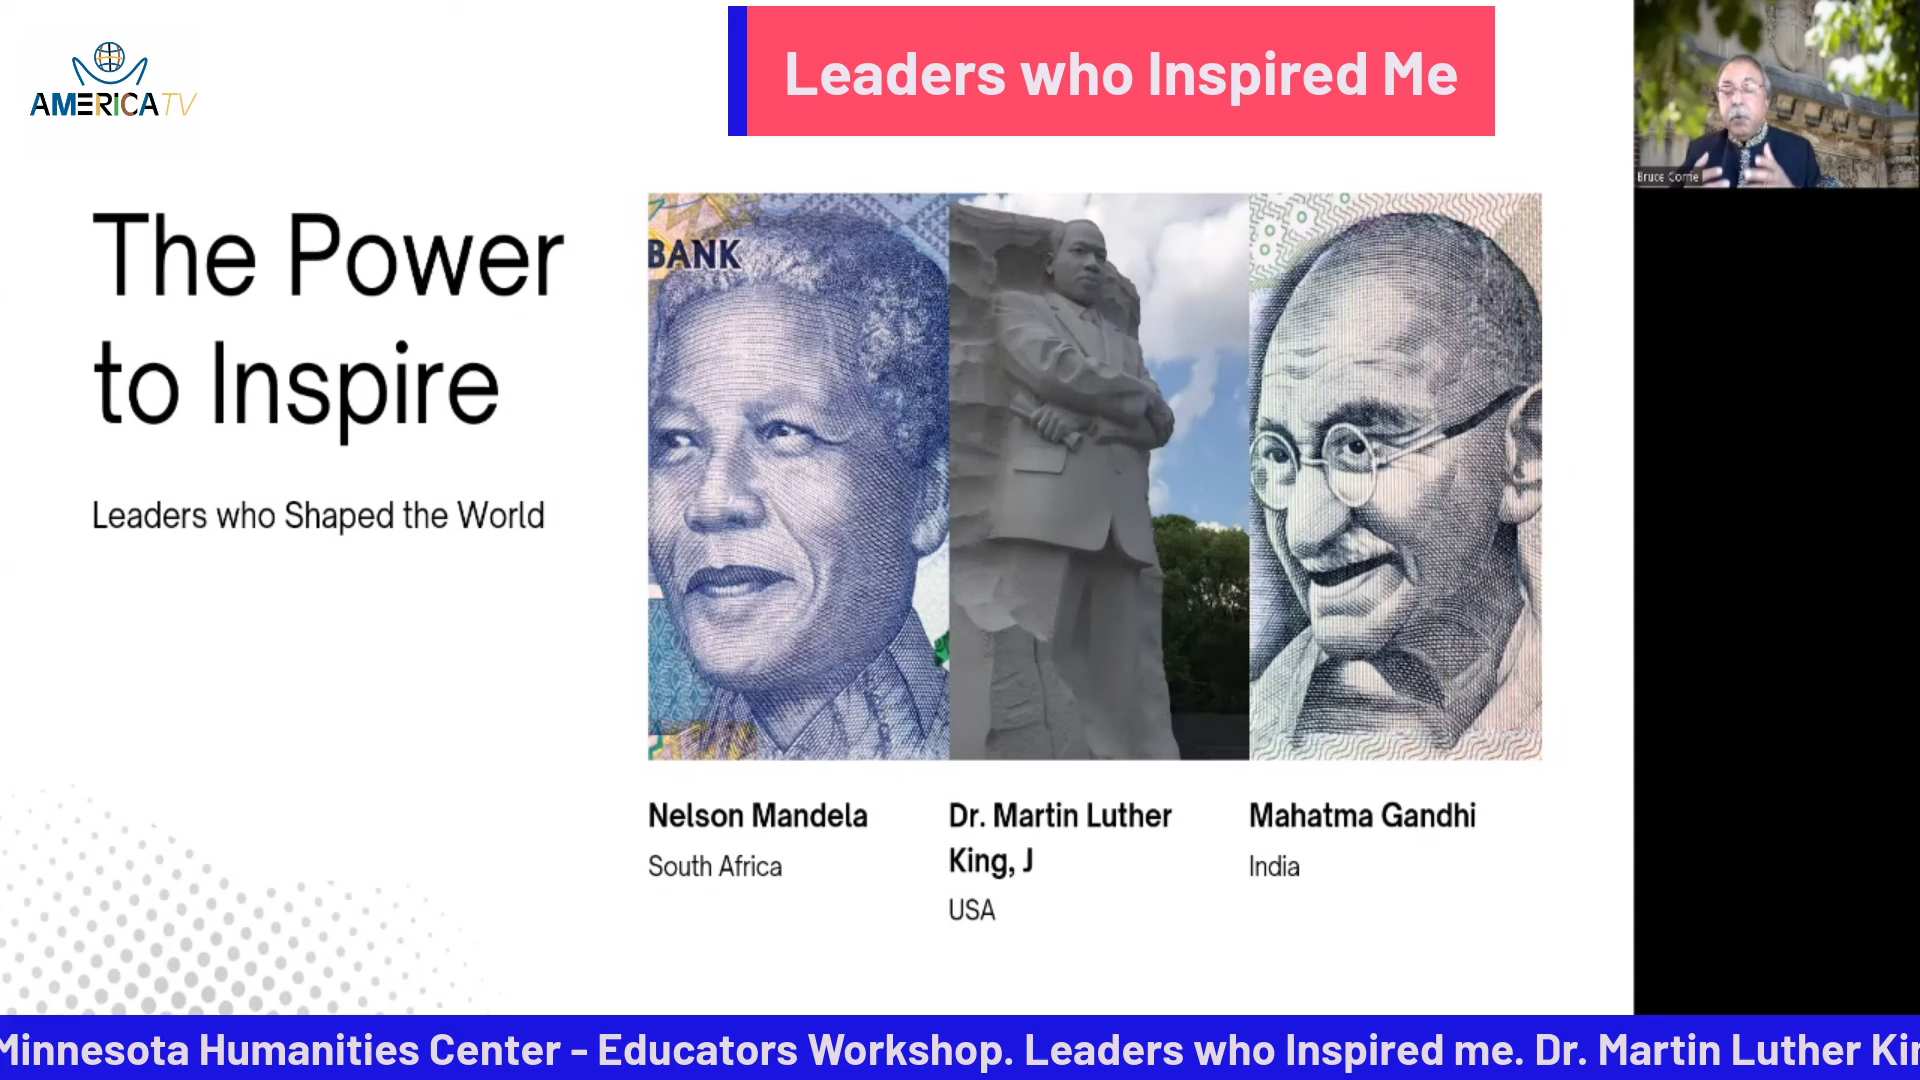 AMERICA TV
Leaders who Inspired Me
Bruce Corrie
The Power
to Inspire
Leaders who Shaped the World
BANK
Nelson Mandela
South Africa
Dr. Martin Luther
King, J
USA
Mahatma Gandhi
India
Minnesota Humanities Center - Educators Workshop. Leaders who Inspired me. Dr. Martin Luther Kin